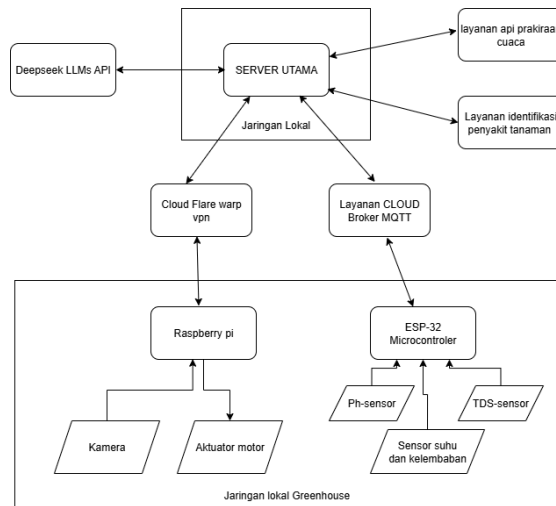 Deepseek LLMs API
SERVER UTAMA
layanan api prakiraan
cuaca
Layanan identifikasi
penyakit tanaman
Jaringan Lokal
Cloud Flare warp
vpn
Layanan CLOUD
Broker MQTT
Raspberry pi
ESP-32
Microcontroler
Ph-sensor
TDS-sensor
Kamera
Aktuator motor
Sensor suhu
dan kelembaban
Jaringan lokal Greenhouse